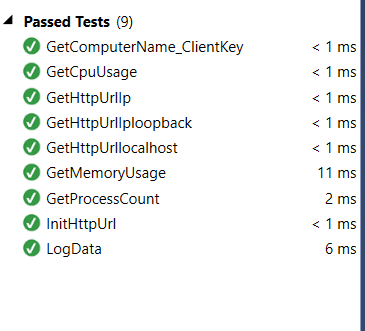 Passed Tests (9)
GetComputerName_ClientKey < 1 ms
GetCpuUsage < 1 ms
GetHttpUrlIp < 1 ms
GetHttpUrlIploopback < 1 ms
GetHttpUrllocalhost < 1 ms
GetMemoryUsage 11 ms
GetProcessCount 2 ms
InitHttpUrl < 1 ms
LogData 6 ms